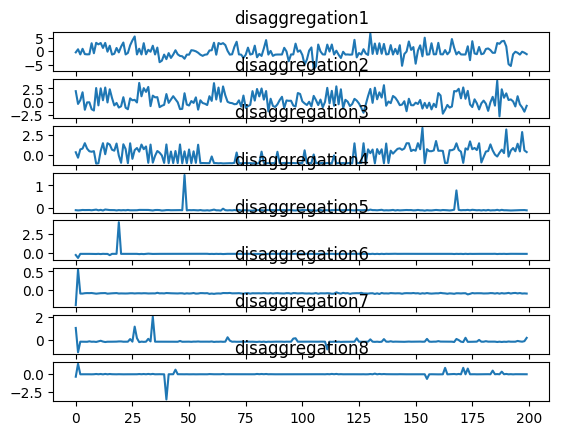 disaggregation1
5
0
−5
disaggregation2
2.5
0.0
−2.5
disaggregation3
2.5
0.0
disaggregation4
1
0
disaggregation5
2.5
0.0
disaggregation6
0.5
0.0
disaggregation7
2
0
disaggregation8
0.0
−2.5
0 25 50 75 100 125 150 175 200